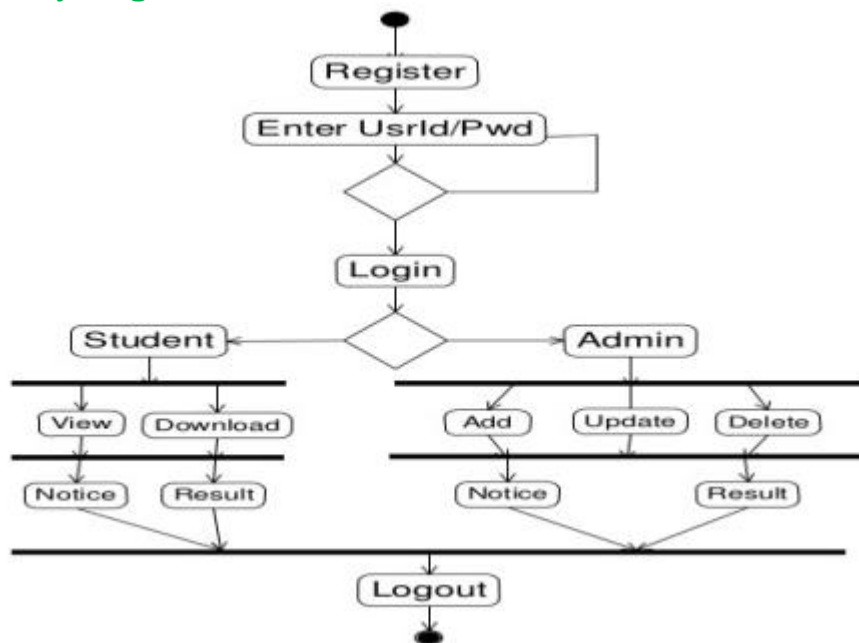 Register
Enter UsrId/Pwd
Login
Student
Admin
View
Download
Add
Update
Delete
Notice
Result
Notice
Result
Logout